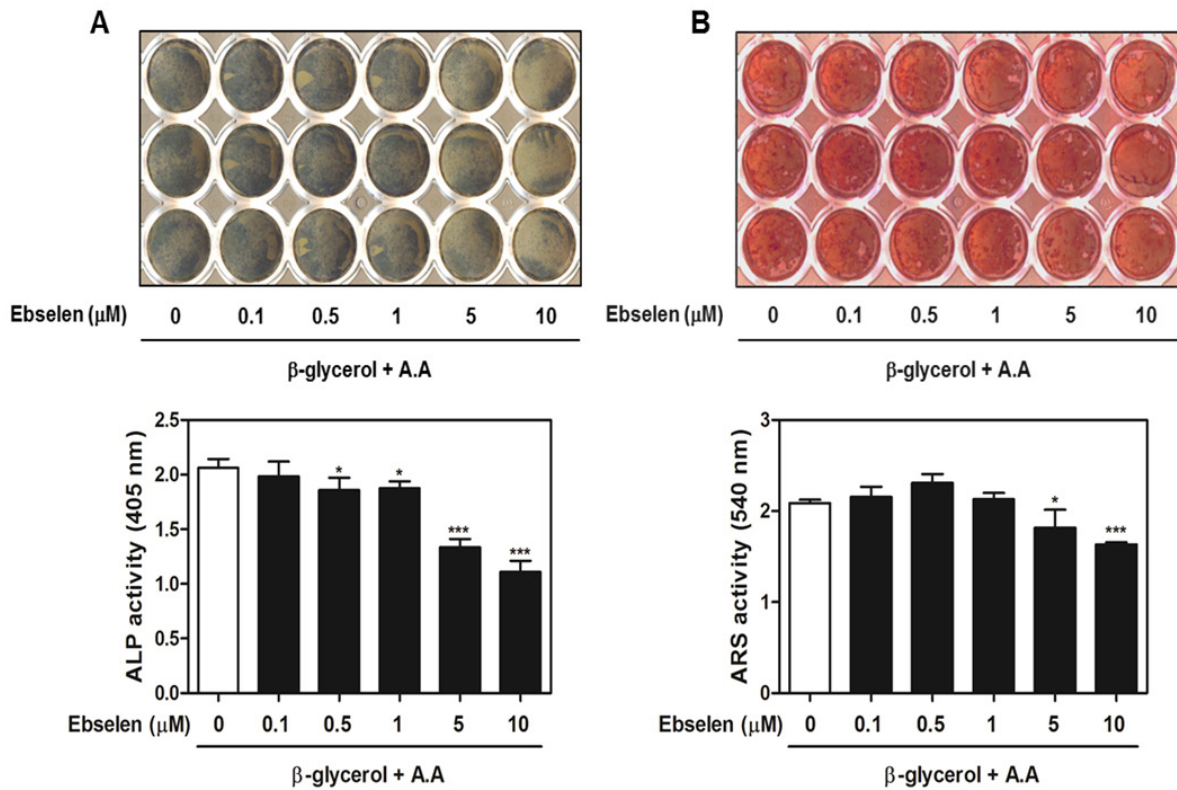 A
Ebselen (μM) 0 0.1 0.5 1 5 10
β-glycerol + A.A
ALP activity (405 nm)
2.5
2.0
1.5
1.0
0.5
0.0
* * *** ***
Ebselen (μM) 0 0.1 0.5 1 5 10
β-glycerol + A.A
B
Ebselen (μM) 0 0.1 0.5 1 5 10
β-glycerol + A.A
ARS activity (540 nm)
3
2
1
0
* ***
Ebselen (μM) 0 0.1 0.5 1 5 10
β-glycerol + A.A